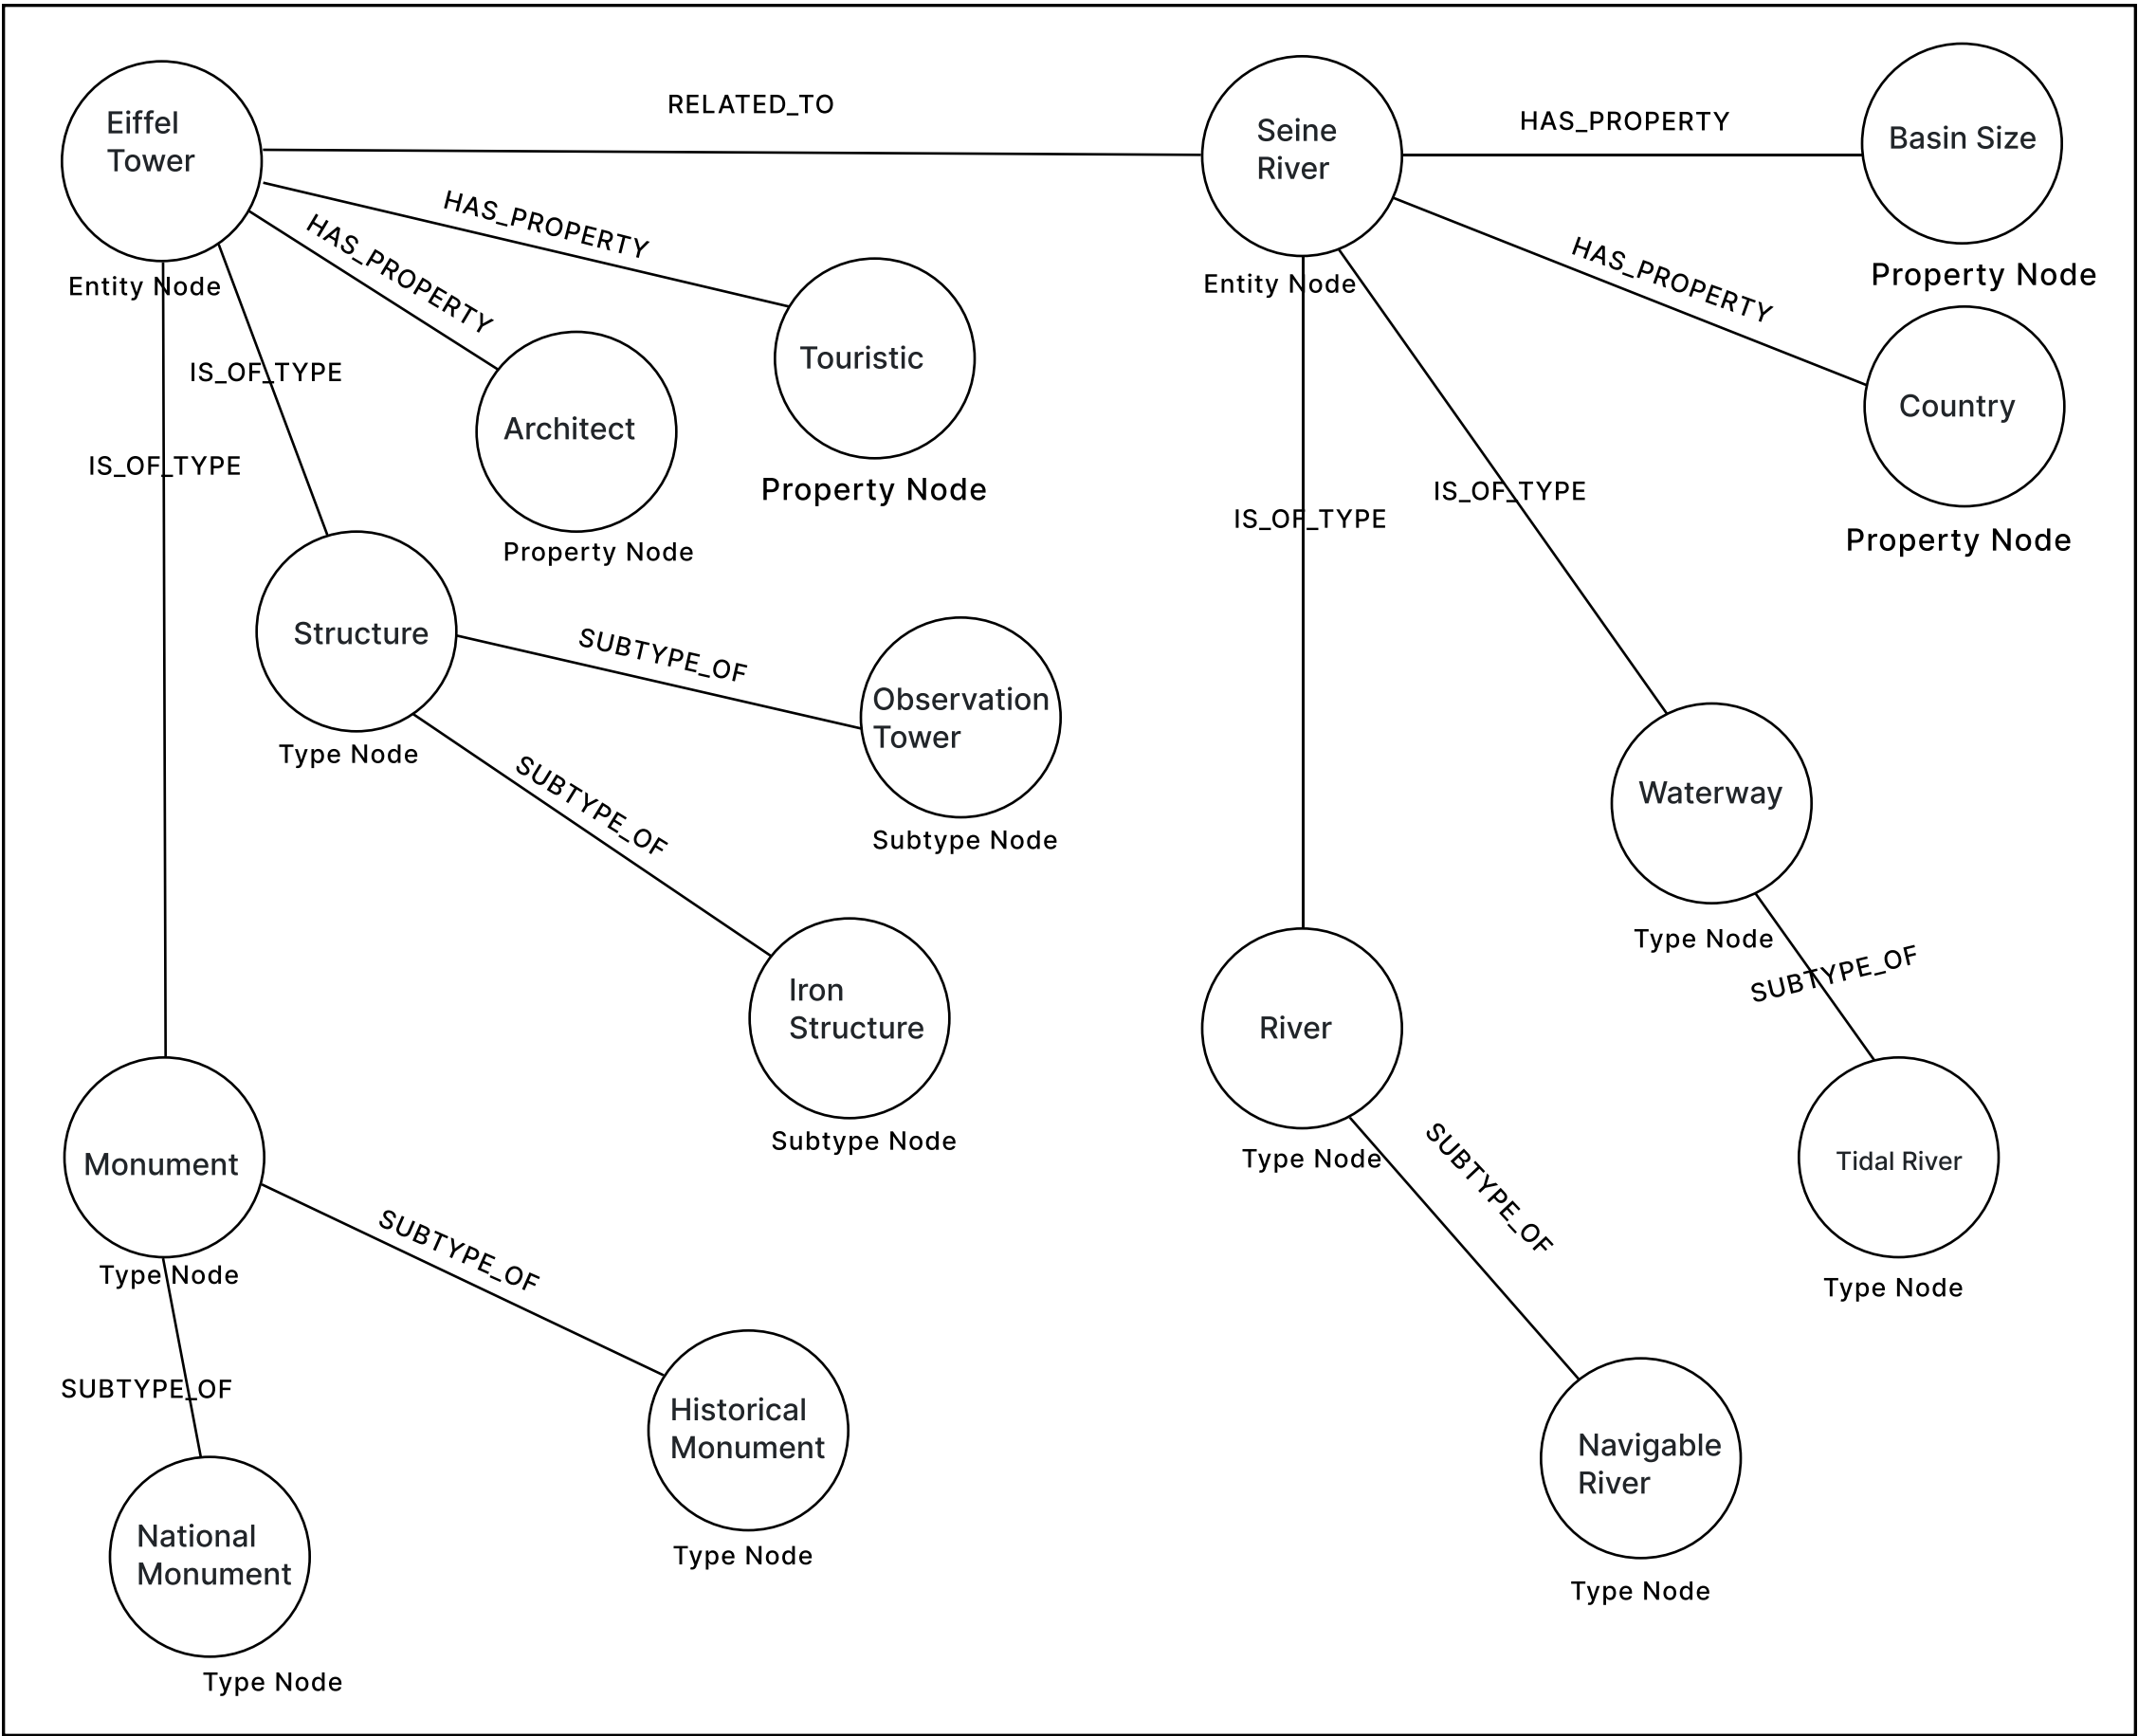 Eiffel
Tower
Entity Node
RELATED_TO
Seine
River
Entity Node
HAS_PROPERTY
Basin Size
Property Node
HAS_PROPERTY
Country
Property Node
HAS_PROPERTY
Touristic
Property Node
HAS_PROPERTY
Architect
Property Node
IS_OF_TYPE
IS_OF_TYPE
Structure
Type Node
SUBTYPE_OF
Observation
Tower
Subtype Node
SUBTYPE_OF
Iron
Structure
Subtype Node
Monument
Type Node
SUBTYPE_OF
Historical
Monument
Type Node
SUBTYPE_OF
National
Monument
Type Node
IS_OF_TYPE
IS_OF_TYPE
Waterway
Type Node
SUBTYPE_OF
Tidal River
Type Node
River
Type Node
SUBTYPE_OF
Navigable
River
Type Node